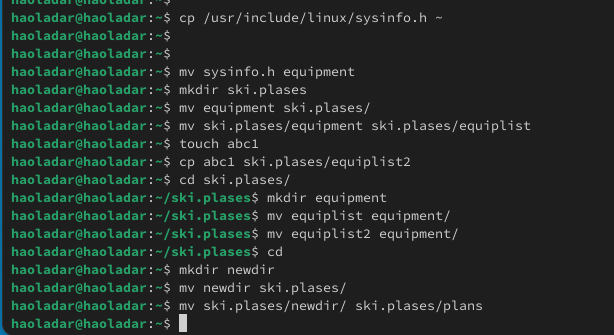 haoladar@haoladar:~$
haoladar@haoladar:~$ cp /usr/include/linux/sysinfo.h ~
haoladar@haoladar:~$
haoladar@haoladar:~$
haoladar@haoladar:~$ mv sysinfo.h equipment
haoladar@haoladar:~$ mkdir ski.plases
haoladar@haoladar:~$ mv equipment ski.plases/
haoladar@haoladar:~$ mv ski.plases/equipment ski.plases/equiplist
haoladar@haoladar:~$ touch abc1
haoladar@haoladar:~$ cp abc1 ski.plases/equiplist2
haoladar@haoladar:~$ cd ski.plases/
haoladar@haoladar:~/ski.plases$ mkdir equipment
haoladar@haoladar:~/ski.plases$ mv equiplist equipment/
haoladar@haoladar:~/ski.plases$ mv equiplist2 equipment/
haoladar@haoladar:~/ski.plases$ cd
haoladar@haoladar:~$ mkdir newdir
haoladar@haoladar:~$ mv newdir ski.plases/
haoladar@haoladar:~$ mv ski.plases/newdir/ ski.plases/plans
haoladar@haoladar:~$